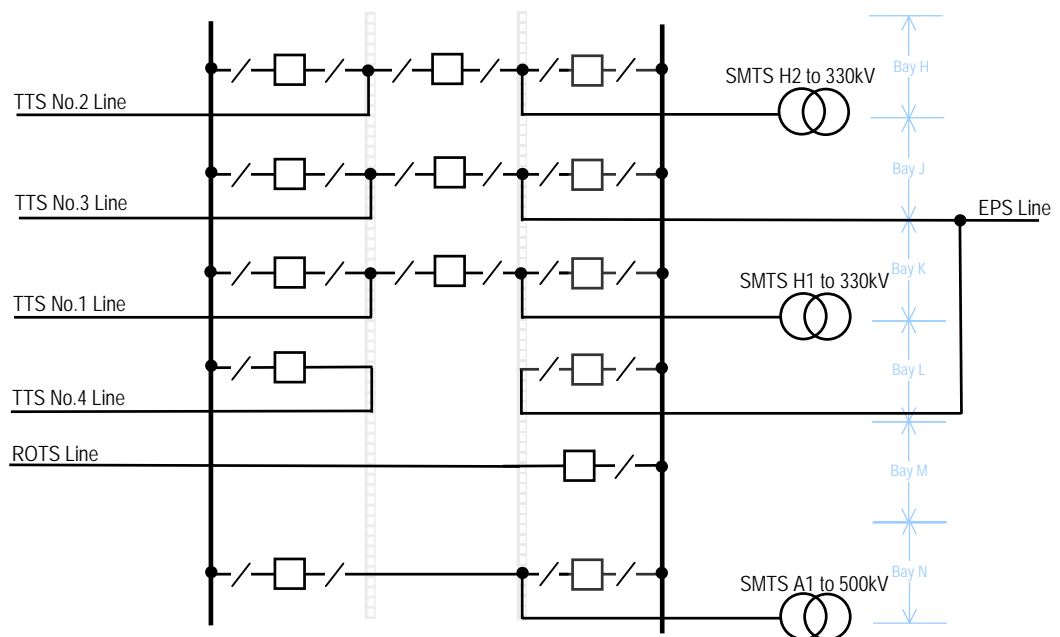 SMTS H2 to 330kV
Bay H
TTS No.2 Line
Bay J
TTS No.3 Line
EPS Line
Bay K
SMTS H1 to 330kV
TTS No.1 Line
Bay L
TTS No.4 Line
ROTS Line
Bay M
Bay N
SMTS A1 to 500kV